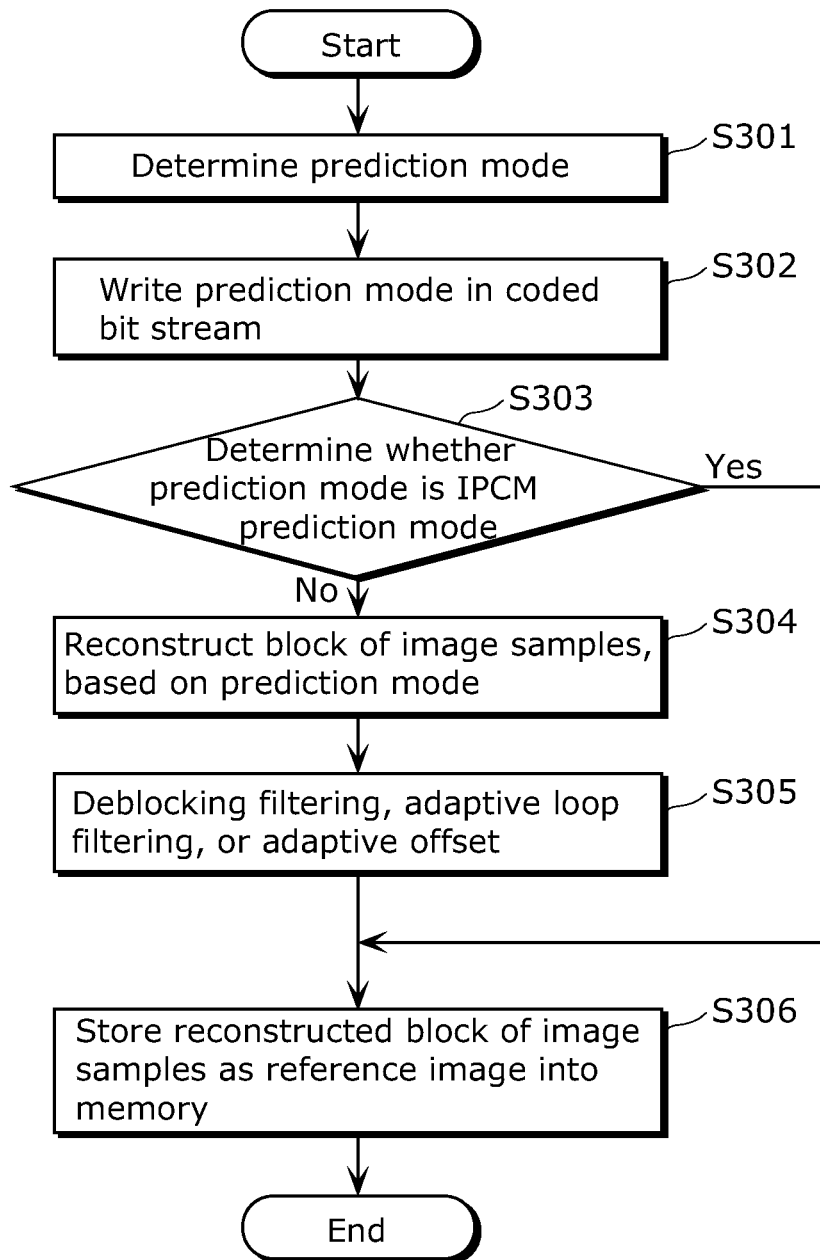 Start
S301
Determine prediction mode
S302
Write prediction mode in coded
bit stream
S303
Determine whether
prediction mode is IPCM
prediction mode
Yes
No
S304
Reconstruct block of image samples,
based on prediction mode
S305
Deblocking filtering, adaptive loop
filtering, or adaptive offset
S306
Store reconstructed block of image
samples as reference image into
memory
End